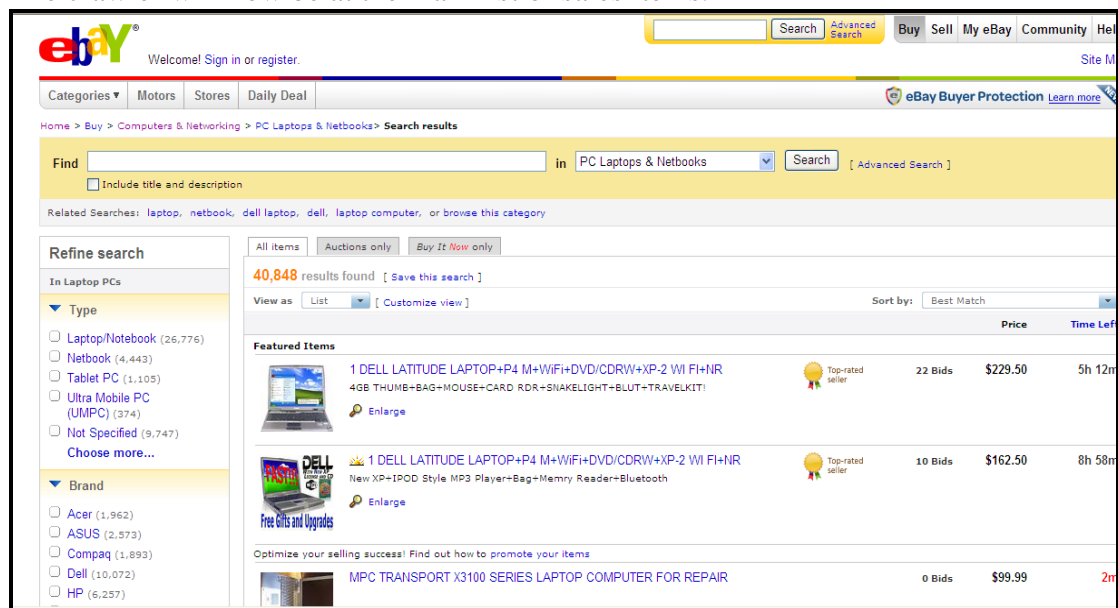 ebay®
Welcome! Sign in or register.
Search Advanced Search
Buy Sell My eBay Community
Site
Categories Motors Stores Daily Deal
eBay Buyer Protection Learn more
Home > Buy > Computers & Networking > PC Laptops & Netbooks> Search results
Find in PC Laptops & Netbooks Search [ Advanced Search ]
Include title and description
Related Searches: laptop, netbook, dell laptop, dell, laptop computer, or browse this category
Refine search
In Laptop PCs
Type
Laptop/Notebook (26,776)
Netbook (4,443)
Tablet PC (1,105)
Ultra Mobile PC
(UMPC) (374)
Not Specified (9,747)
Choose more...
Brand
Acer (1,962)
ASUS (2,573)
Compaq (1,893)
Dell (10,072)
HP (6,257)
All items Auctions only Buy It Now only
40,848 results found [ Save this search ]
View as List [ Customize view ] Sort by: Best Match
Price Time Left
Featured Items
1 DELL LATITUDE LAPTOP+P4 M+WiFi+DVD/CDRW+XP-2 WI FI+NR
4GB THUMB+BAG+MOUSE+CARD RDR+SNAKELIGHT+BLUT+TRAVELKIT!
Enlarge
Top-rated seller
22 Bids $229.50 5h 12m
1 DELL LATITUDE LAPTOP+P4 M+WiFi+DVD/CDRW+XP-2 WI FI+NR
New XP+IPOD Style MP3 Player+Bag+Memry Reader+Bluetooth
Enlarge
Top-rated seller
10 Bids $162.50 8h 58m
FAST!!! DELL
Free Gifts and Upgrades
Optimize your selling success! Find out how to promote your items
MPC TRANSPORT X3100 SERIES LAPTOP COMPUTER FOR REPAIR
0 Bids $99.99 2m